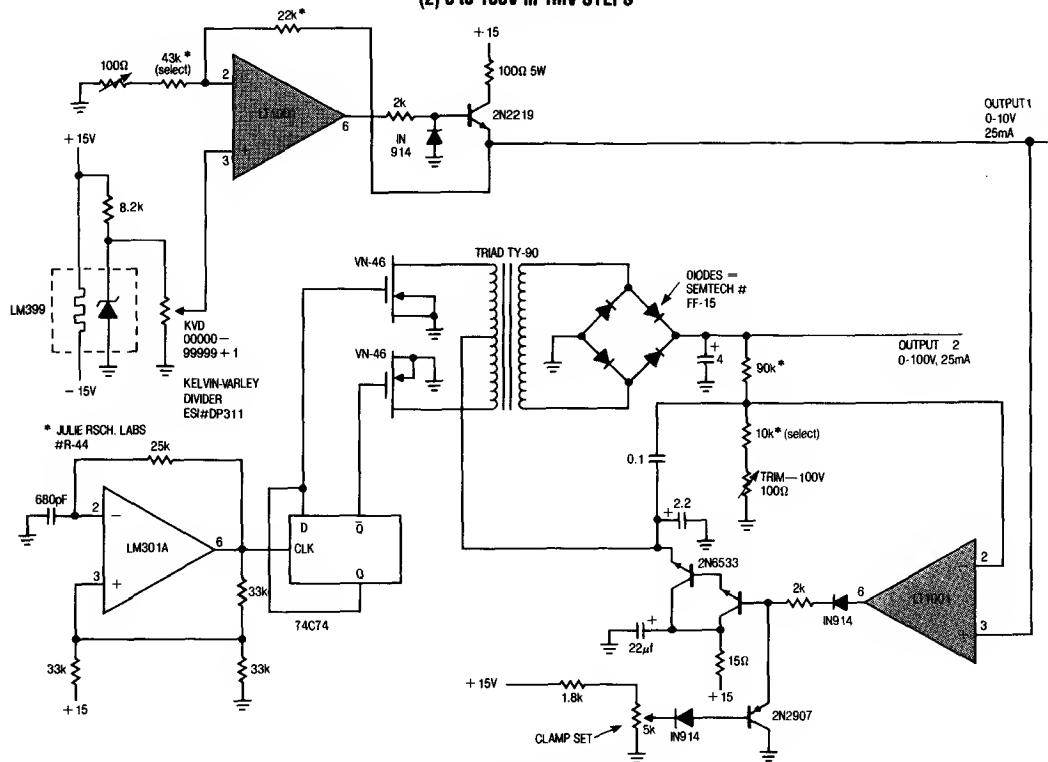 (2) 0 to 100V in 1mV STEPS
22k*
+15
100Ω
43k*
(select)
100Ω 5W
2
LT1001
6
2k
2N2219
IN
914
3
OUTPUT 1
0-10V
25mA
+15V
8.2k
LM399
-15V
KVD
00000-
99999+1
KELVIN-VARLEY
DIVIDER
ESI#DP311
VN-46
TRIAD TY-90
DIODES =
SEMTECH #
FF-15
VN-46
+
4
OUTPUT 2
0-100V, 25mA
90k*
10k* (select)
0.1
TRIM-100V
100Ω
+ 2.2
* JULIE RSCH. LABS
#R-44
25k
680pF
2
-
LM301A
6
3
+
D
Q̅
CLK
Q
74C74
33k
33k
33k
+15
2N6533
2k
IN914
6
LT1001
2
3
22µf
+
15Ω
+15
+15V
1.8k
5k
CLAMP SET
IN914
2N2907